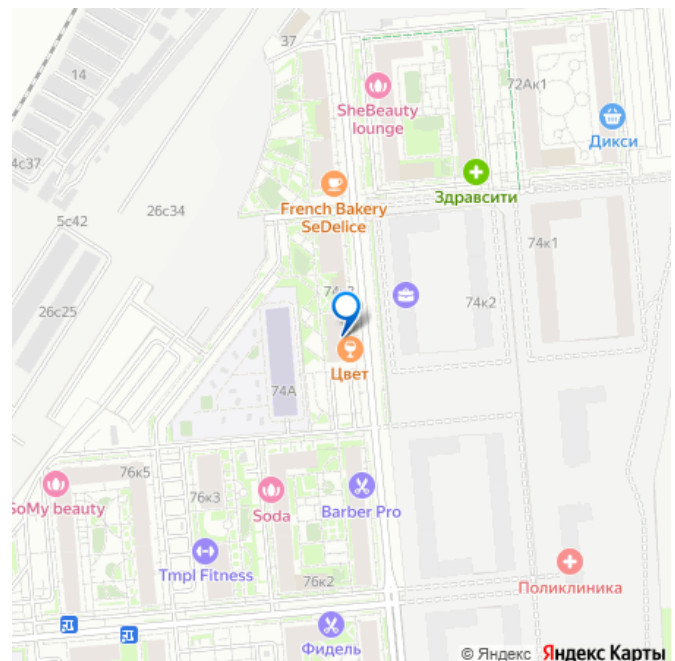 37
14
72Ак1
SheBeauty
lounge
Дикси
4с37
Здравсити
26с34
French Bakery
SeDelice
5с42
74к1
74к2
26с25
Цвет
74А
76к5
76к3
SoMy beauty
Soda
Barber Pro
Tmpl Fitness
76к2
Поликлиника
Фидель
© Яндекс Яндекс Карты